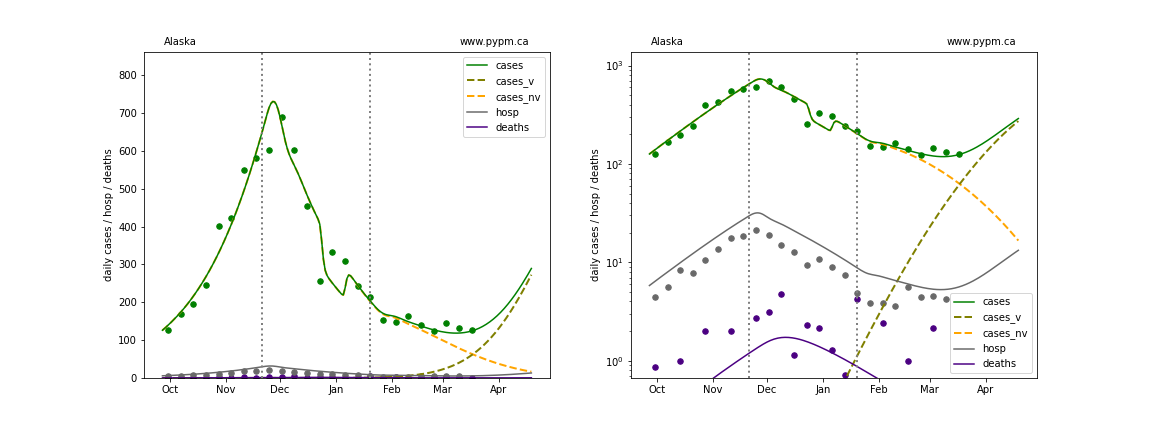 Alaska www.pypm.ca
daily cases / hosp / deaths
800
700
600
500
400
300
200
100
0
Oct Nov Dec Jan Feb Mar Apr
cases
cases_v
cases_nv
hosp
deaths
Alaska www.pypm.ca
daily cases / hosp / deaths
10³
10²
10¹
10⁰
Oct Nov Dec Jan Feb Mar Apr
cases
cases_v
cases_nv
hosp
deaths